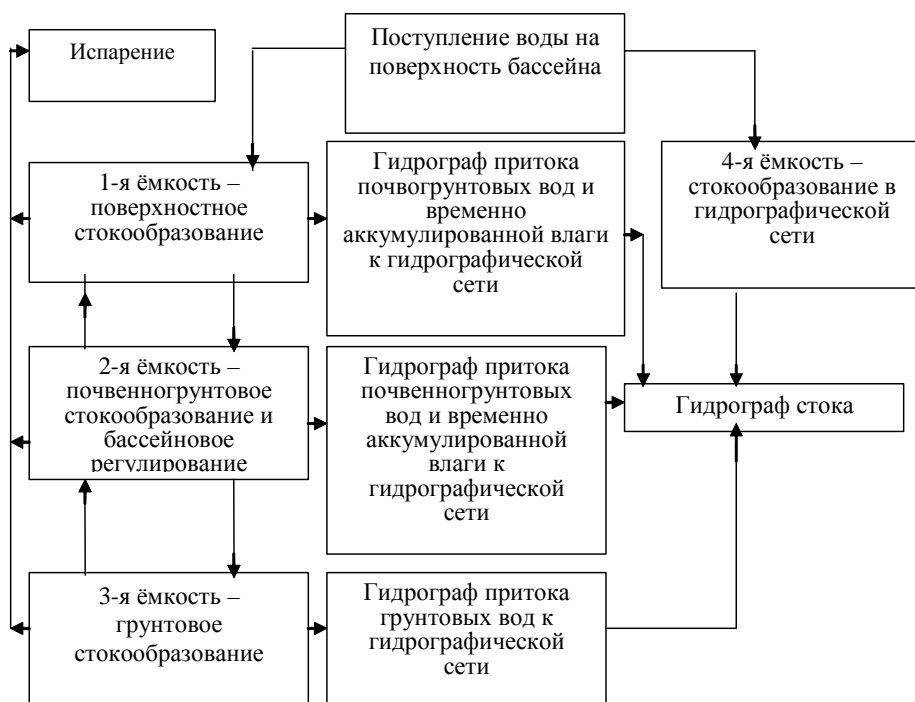 Испарение
Поступление воды на
поверхность бассейна
1-я ёмкость –
поверхностное
стокообразование
Гидрограф притока
почвогрунтовых вод и
временно
аккумулированной влаги
к гидрографической
сети
4-я ёмкость –
стокообразование в
гидрографической
сети
2-я ёмкость –
почвенногрунтовое
стокообразование и
бассейновое
регулирование
Гидрограф притока
почвенногрунтовых
вод и временно
аккумулированной
влаги к
гидрографической
сети
Гидрограф стока
3-я ёмкость –
грунтовое
стокообразование
Гидрограф притока
грунтовых вод к
гидрографической
сети